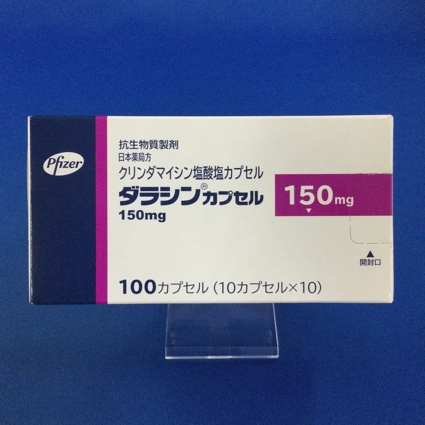 Pfizer
抗生物質製剤
日本薬局方
クリンダマイシン塩酸塩カプセル
ダラシン®カプセル
150mg
150mg
開封口
100カプセル (10カプセル×10)